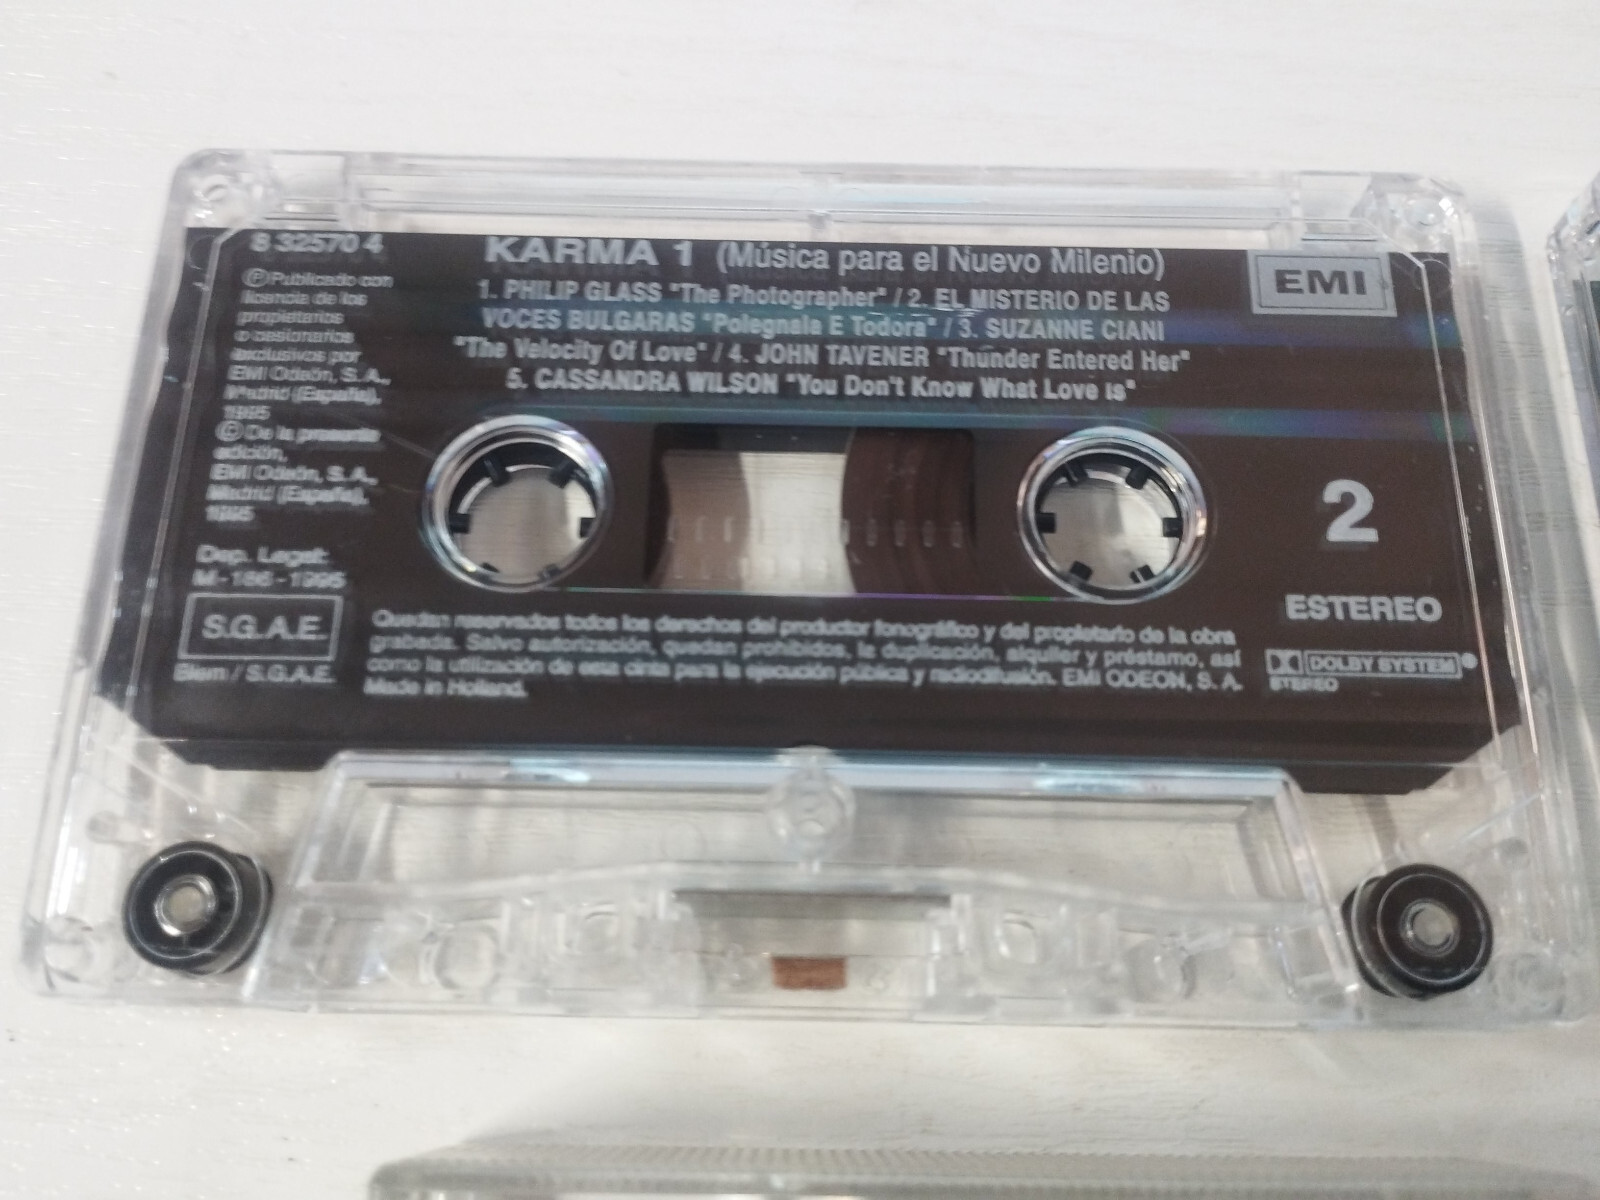 8 32570 4
KARMA 1 (Música para el Nuevo Milenio)
EMI
1. PHILIP GLASS "The Photographer" / 2. EL MISTERIO DE LAS
VOCES BULGARAS "Polegnala E Todora" / 3. SUZANNE CIANI
"The Velocity Of Love" / 4. JOHN TAVENER "Thunder Entered Her"
5. CASSANDRA WILSON "You Don't Know What Love is"
Ⓟ Publicado con
licencia de los
propietarios
o cesionarios
exclusivos por
EMI Odeón, S.A.,
Madrid (España),
1995
© De la presente
edición,
EMI Odeón, S.A.,
Madrid (España),
1995
Dep. Legal:
M-186-1995
S.G.A.E.
Biem / S.G.A.E.
2
ESTEREO
DOLBY SYSTEM®
STEREO
Quedan reservados todos los derechos del productor fonográfico y del propietario de la obra
grabada. Salvo autorización, quedan prohibidos, la duplicación, alquiler y préstamo, así
como la utilización de esta cinta para la ejecución pública y radiodifusión. EMI ODEON, S. A.
Made in Holland.